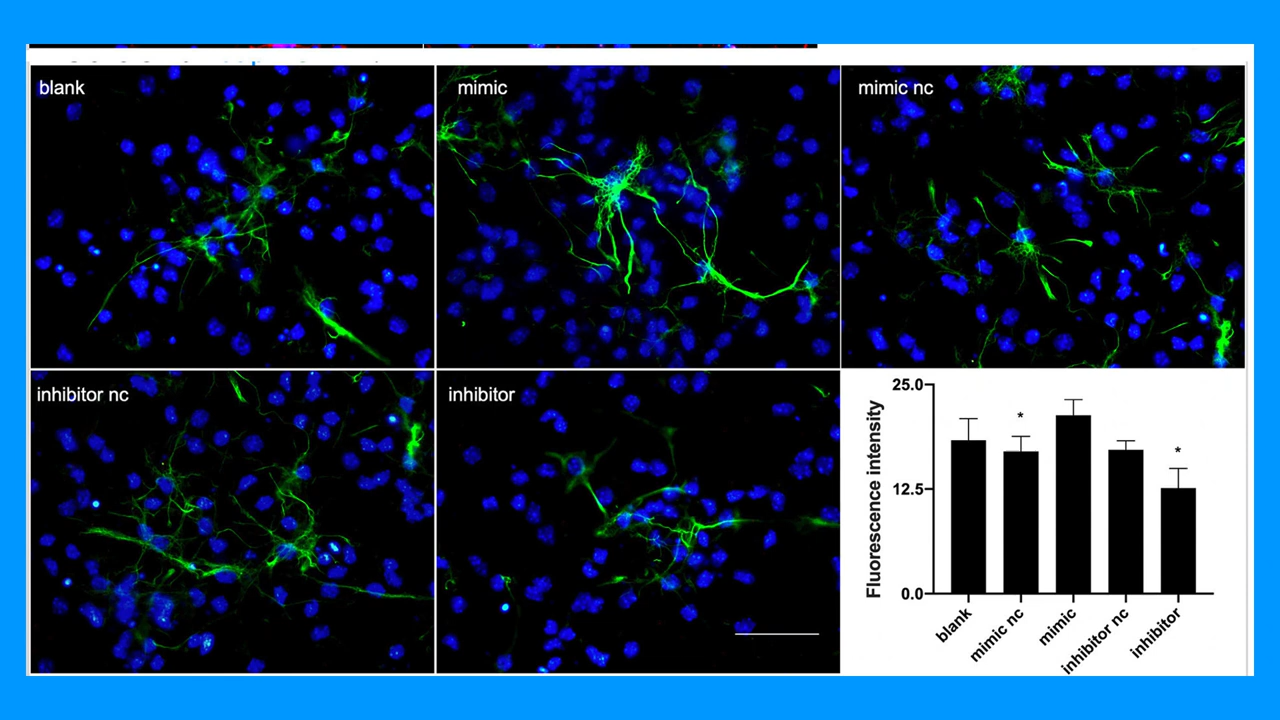 blank
mimic
mimic nc
inhibitor nc
inhibitor
Fluorescence intensity
25.0
12.5
0.0
*
*
blank
mimic nc
mimic
inhibitor nc
inhibitor